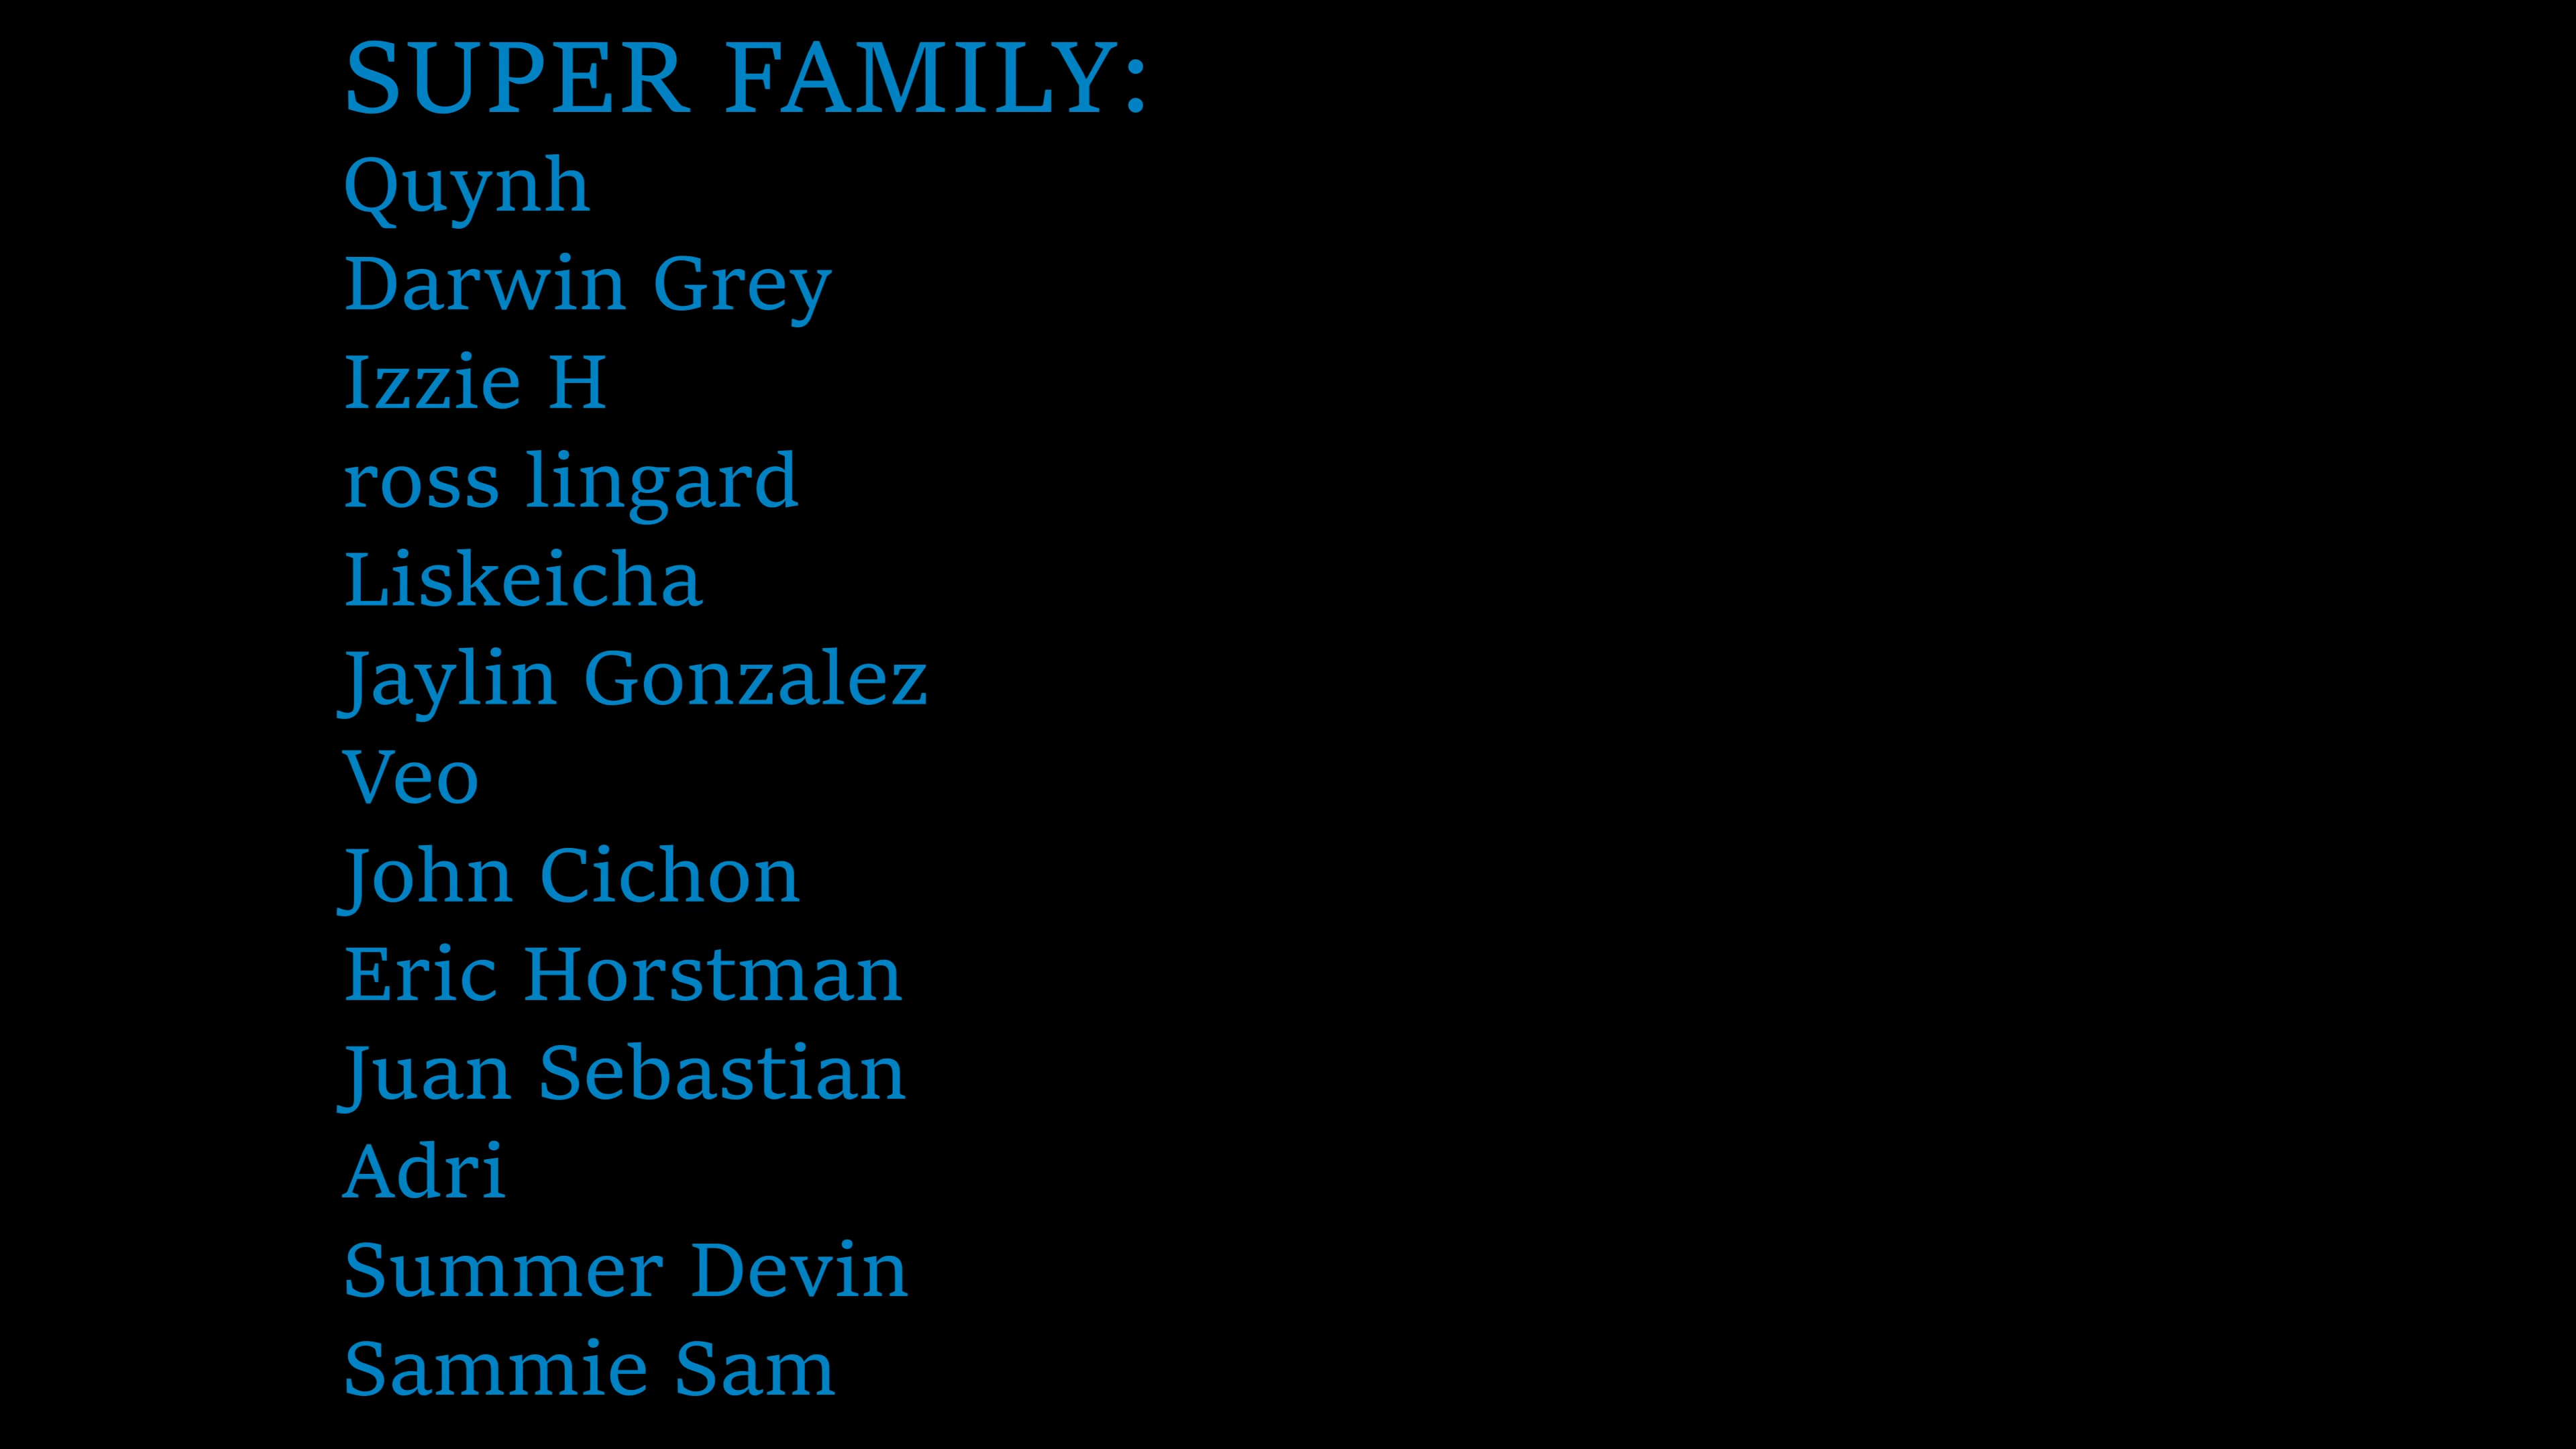 SUPER FAMILY:
Quynh
Darwin Grey
Izzie H
ross lingard
Liskeicha
Jaylin Gonzalez
Veo
John Cichon
Eric Horstman
Juan Sebastian
Adri
Summer Devin
Sammie Sam